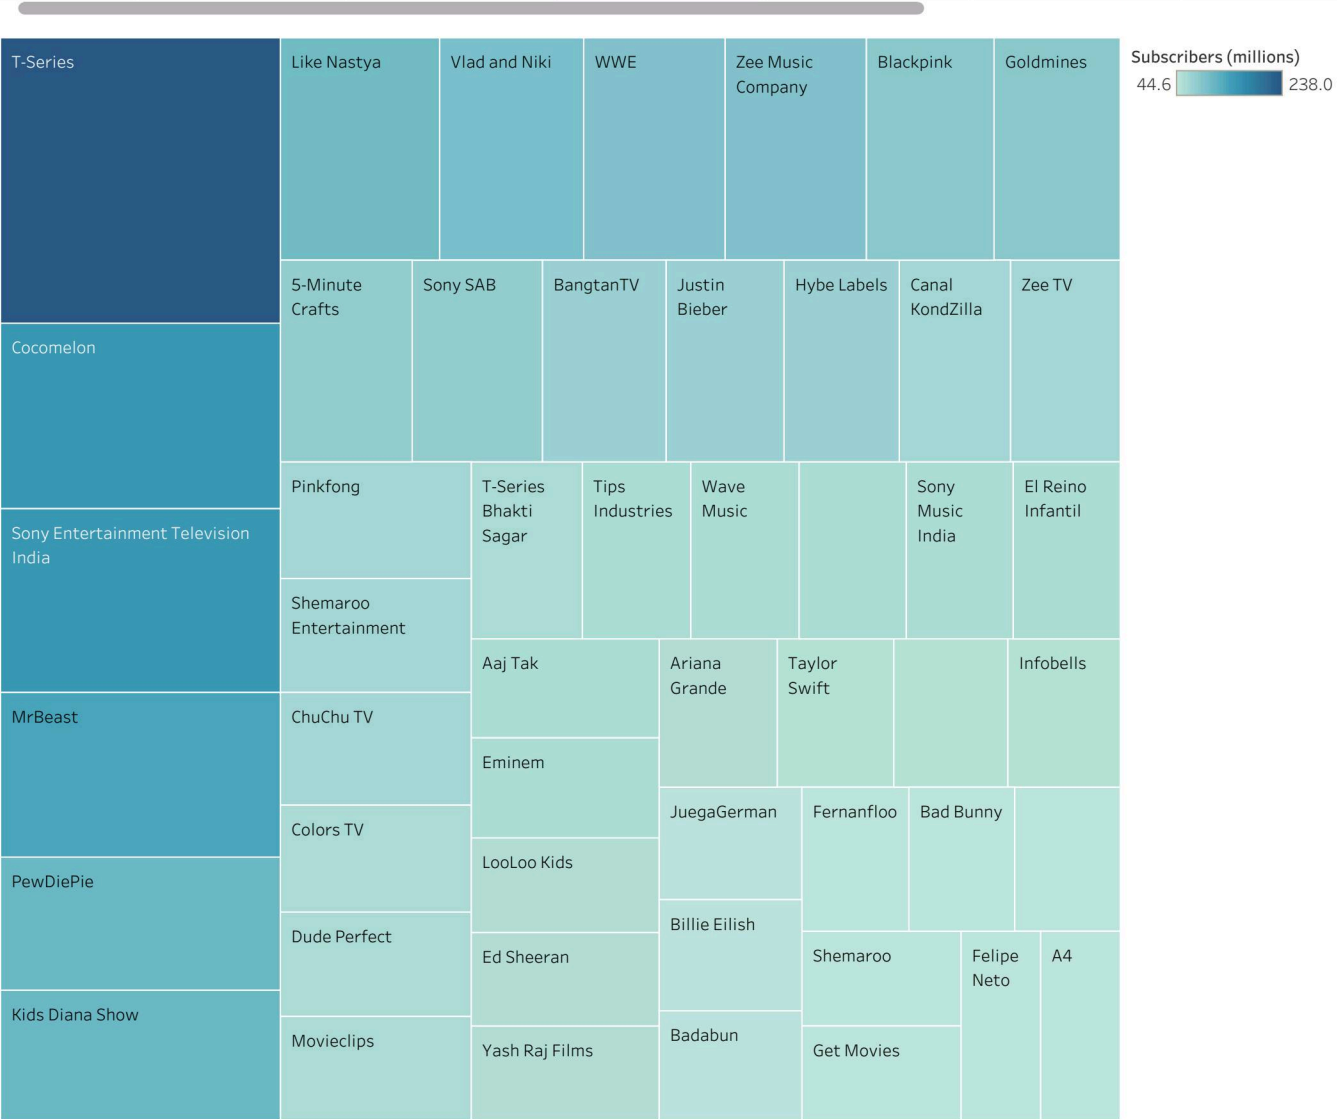 T-Series
Like Nastya
Vlad and Niki
WWE
Zee Music
Company
Blackpink
Goldmines
Subscribers (millions)
44.6
238.0
5-Minute
Crafts
Sony SAB
BangtanTV
Justin
Bieber
Hybe Labels
Canal
KondZilla
Zee TV
Cocomelon
Sony Entertainment Television
India
MrBeast
PewDiePie
Kids Diana Show
Pinkfong
Shemaroo
Entertainment
ChuChu TV
Colors TV
Dude Perfect
Movieclips
T-Series
Bhakti
Sagar
Tips
Industries
Wave
Music
Sony
Music
India
El Reino
Infantil
Aaj Tak
Eminem
LooLoo Kids
Ed Sheeran
Yash Raj Films
Ariana
Grande
Taylor
Swift
Infobells
JuegaGerman
Billie Eilish
Badabun
Fernanfloo
Bad Bunny
Shemaroo
Get Movies
Felipe
Neto
A4